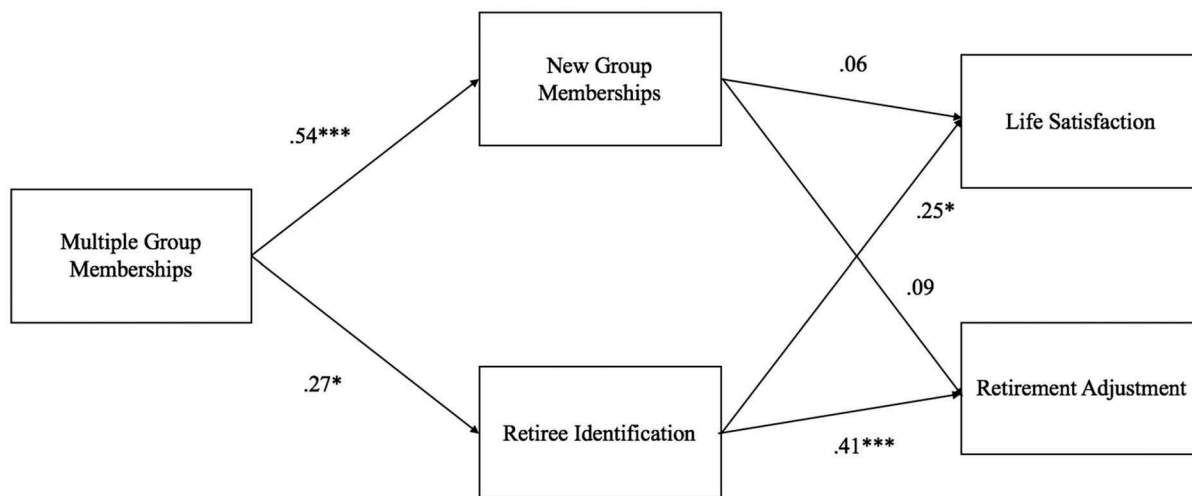 New Group
Memberships
.06
Life Satisfaction
.54***
.25*
Multiple Group
Memberships
.09
.27*
Retiree Identification
Retirement Adjustment
.41***